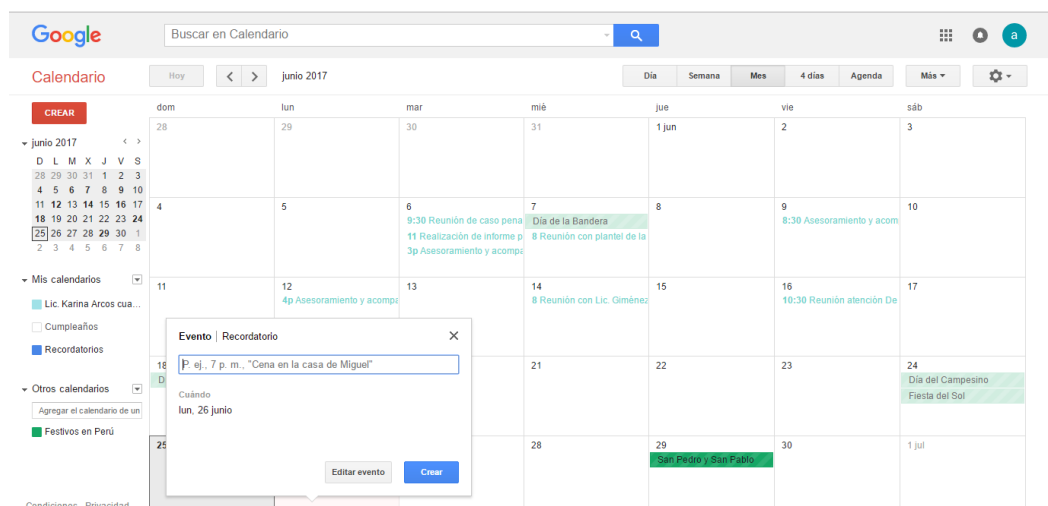 Google
Buscar en Calendario
a
Calendario
Hoy
junio 2017
Día Semana Mes 4 días Agenda
Más
CREAR
junio 2017
D L M X J V S
28 29 30 31 1 2 3
4 5 6 7 8 9 10
11 12 13 14 15 16 17
18 19 20 21 22 23 24
25 26 27 28 29 30 1
2 3 4 5 6 7 8
Mis calendarios
Lic. Karina Arcos cua...
Cumpleaños
Recordatorios
Otros calendarios
Agregar el calendario de un
Festivos en Perú
Condiciones Privacidad
dom lun mar mié jue vie sáb
28 29 30 31 1 jun 2 3
4 5 6 7 8 9 10
9:30 Reunión de caso pena
11 Realización de informe p
3p Asesoramiento y acompa
Día de la Bandera
8 Reunión con plantel de la
8:30 Asesoramiento y acom
11 12 13 14 15 16 17
4p Asesoramiento y acompa
8 Reunión con Lic. Giménez
10:30 Reunión atención De
18 21 22 23 24
D
Día del Campesino
Fiesta del Sol
25 28 29 30 1 jul
San Pedro y San Pablo
Evento | Recordatorio
P. ej., 7 p. m., "Cena en la casa de Miguel"
Cuándo
lun, 26 junio
Editar evento
Crear